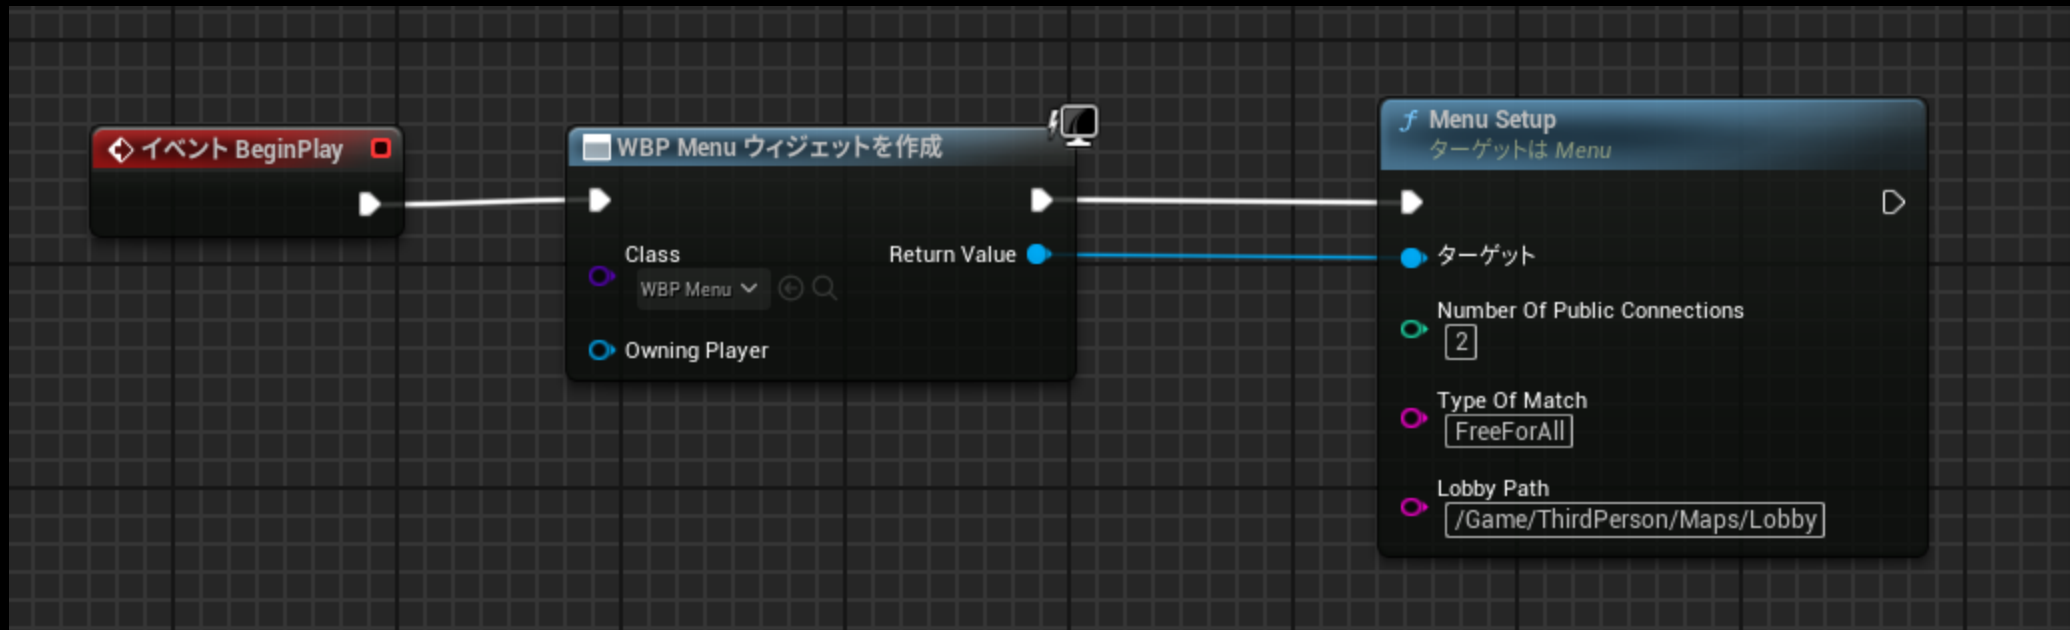 イベント BeginPlay
WBP Menu ウィジェットを作成
Class
WBP Menu
Return Value
Owning Player
Menu Setup
ターゲットは Menu
ターゲット
Number Of Public Connections
2
Type Of Match
FreeForAll
Lobby Path
/Game/ThirdPerson/Maps/Lobby